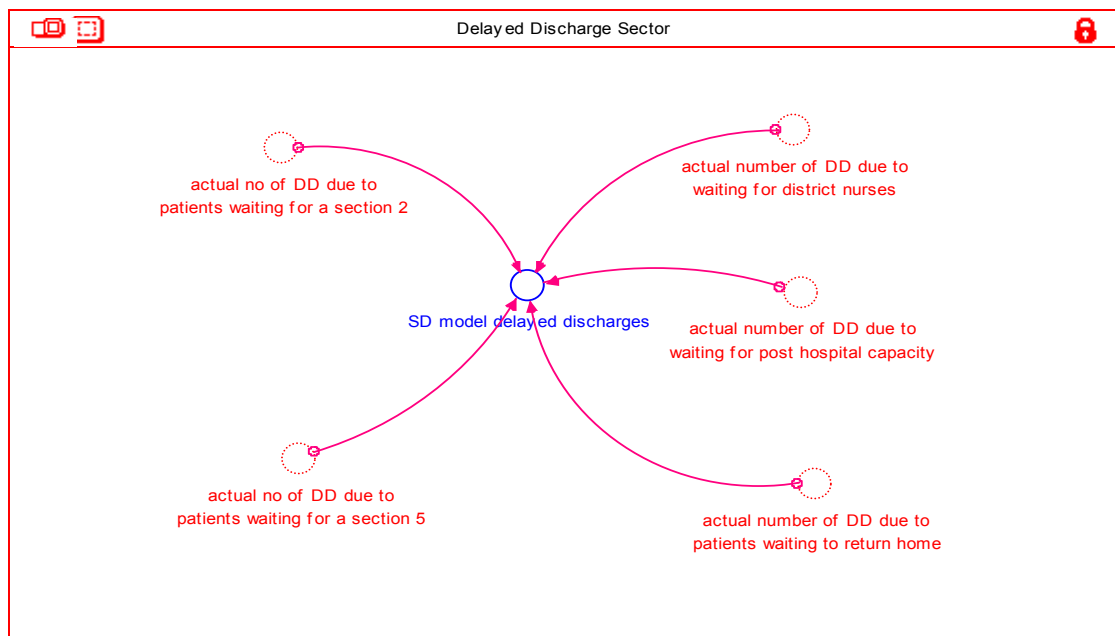 Delayed Discharge Sector
actual no of DD due to
patients waiting for a section 2
actual number of DD due to
waiting for district nurses
SD model delayed discharges
actual number of DD due to
waiting for post hospital capacity
actual no of DD due to
patients waiting for a section 5
actual number of DD due to
patients waiting to return home